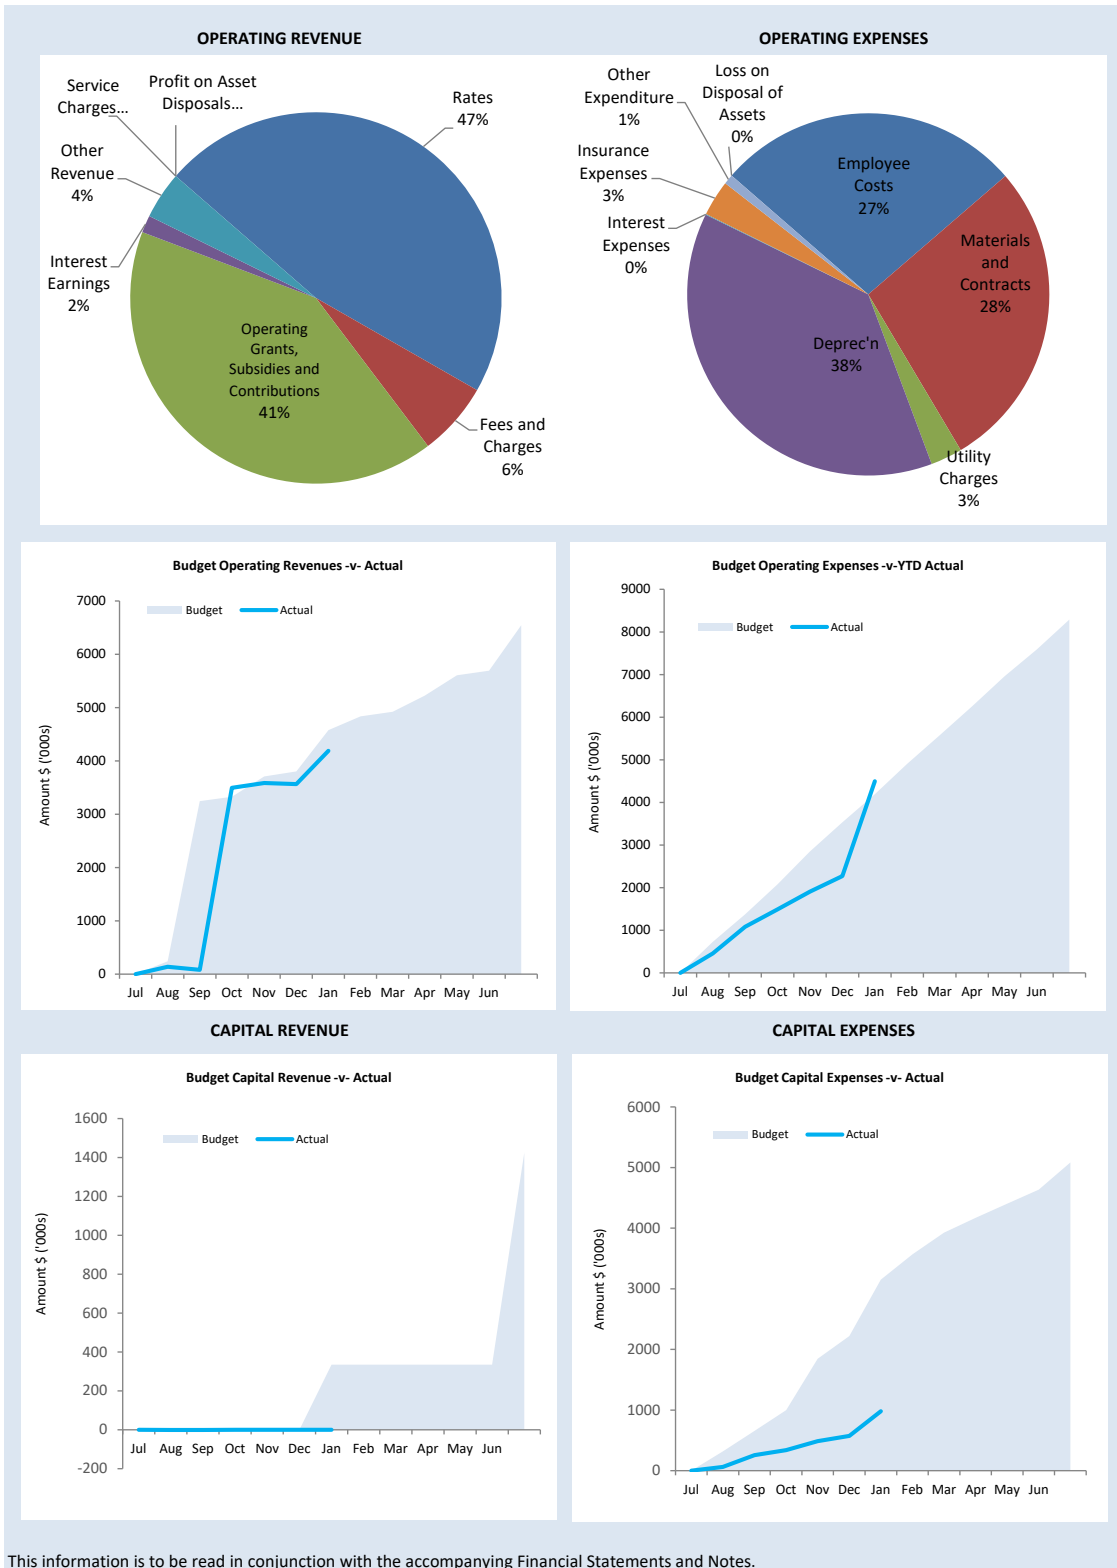 OPERATING REVENUE
OPERATING EXPENSES
Service
Charges...
Profit on Asset
Disposals...
Rates
47%
Other
Revenue
4%
Interest
Earnings
2%
Operating
Grants,
Subsidies and
Contributions
41%
Fees and
Charges
6%
Other
Expenditure
1%
Loss on
Disposal of
Assets
0%
Insurance
Expenses
3%
Interest
Expenses
0%
Employee
Costs
27%
Materials
and
Contracts
28%
Deprec'n
38%
Utility
Charges
3%
Budget Operating Revenues -v- Actual
Budget Actual
7000
6000
5000
4000
3000
2000
1000
0
Amount $ ('000s)
Jul Aug Sep Oct Nov Dec Jan Feb Mar Apr May Jun
Budget Operating Expenses -v-YTD Actual
Budget Actual
9000
8000
7000
6000
5000
4000
3000
2000
1000
0
Amount $ ('000s)
Jul Aug Sep Oct Nov Dec Jan Feb Mar Apr May Jun
CAPITAL REVENUE
CAPITAL EXPENSES
Budget Capital Revenue -v- Actual
Budget Actual
1600
1400
1200
1000
800
600
400
200
0
-200
Amount $ ('000s)
Jul Aug Sep Oct Nov Dec Jan Feb Mar Apr May Jun
Budget Capital Expenses -v- Actual
Budget Actual
6000
5000
4000
3000
2000
1000
0
Amount $ ('000s)
Jul Aug Sep Oct Nov Dec Jan Feb Mar Apr May Jun
This information is to be read in conjunction with the accompanying Financial Statements and Notes.